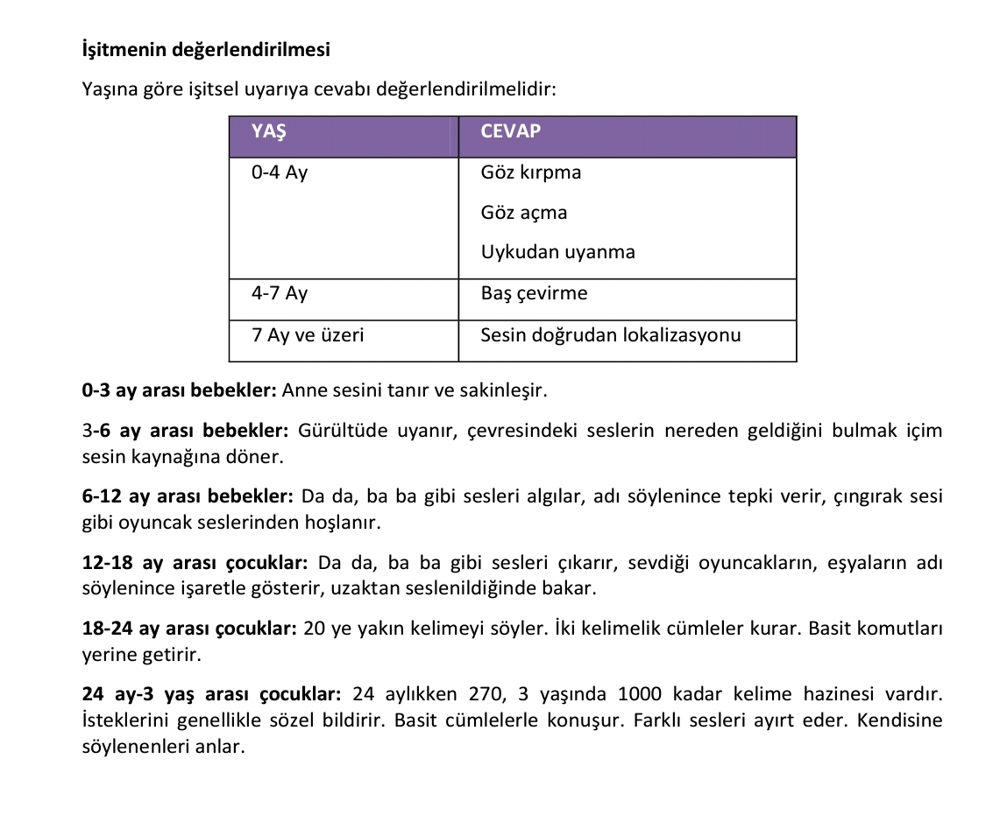 İşitmenin değerlendirilmesi
Yaşına göre işitsel uyarıya cevabı değerlendirilmelidir:
YAŞ CEVAP
0-4 Ay Göz kırpma
Göz açma
Uykudan uyanma
4-7 Ay Baş çevirme
7 Ay ve üzeri Sesin doğrudan lokalizasyonu
0-3 ay arası bebekler: Anne sesini tanır ve sakinleşir.
3-6 ay arası bebekler: Gürültüde uyanır, çevresindeki seslerin nereden geldiğini bulmak içim
sesin kaynağına döner.
6-12 ay arası bebekler: Da da, ba ba gibi sesleri algılar, adı söylenince tepki verir, çıngırak sesi
gibi oyuncak seslerinden hoşlanır.
12-18 ay arası çocuklar: Da da, ba ba gibi sesleri çıkarır, sevdiği oyuncakların, eşyaların adı
söylenince işaretle gösterir, uzaktan seslenildiğinde bakar.
18-24 ay arası çocuklar: 20 ye yakın kelimeyi söyler. İki kelimelik cümleler kurar. Basit komutları
yerine getirir.
24 ay-3 yaş arası çocuklar: 24 aylıkken 270, 3 yaşında 1000 kadar kelime hazinesi vardır.
İsteklerini genellikle sözel bildirir. Basit cümlelerle konuşur. Farklı sesleri ayırt eder. Kendisine
söylenenleri anlar.